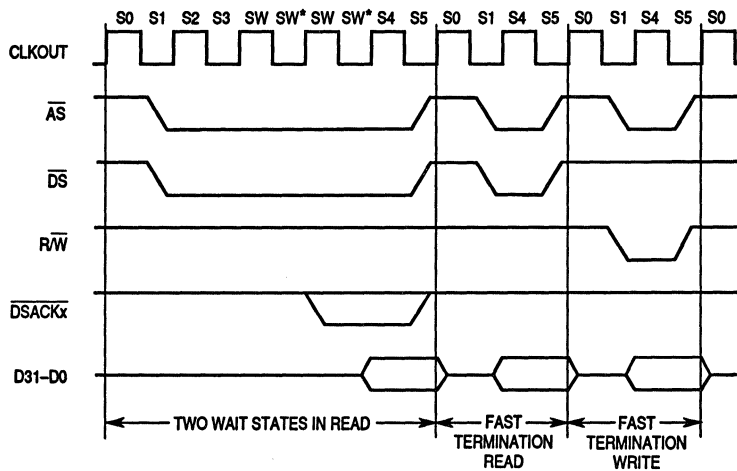 S0 S1 S2 S3 SW SW* SW SW* S4 S5 S0 S1 S4 S5 S0 S1 S4 S5 S0
CLKOUT
AS
DS
R/W
DSACKx
D31–D0
TWO WAIT STATES IN READ
FAST
TERMINATION
READ
FAST
TERMINATION
WRITE